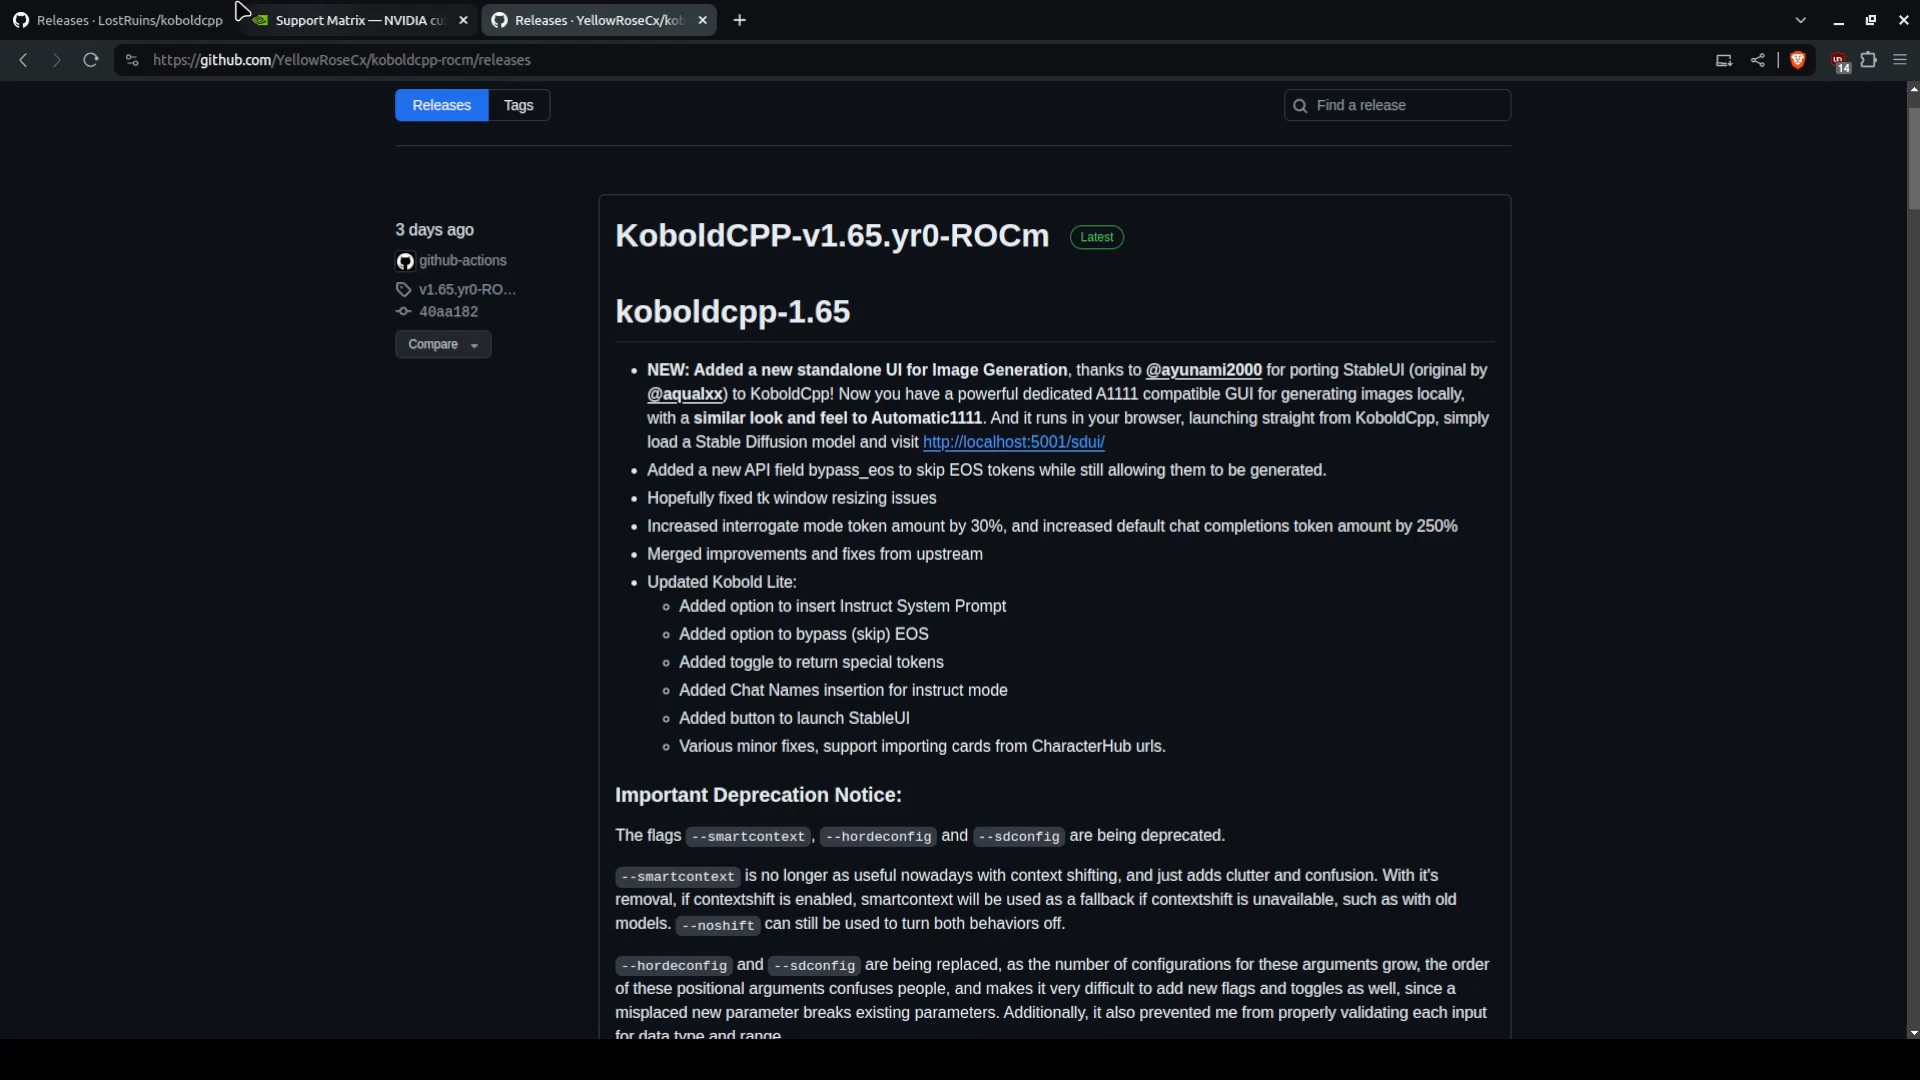 Releases · LostRuins/koboldcpp
Support Matrix — NVIDIA cu
Releases · YellowRoseCx/kob
https://github.com/YellowRoseCx/koboldcpp-rocm/releases
14
Releases
Tags
Find a release
3 days ago
github-actions
v1.65.yr0-RO...
40aa182
Compare
KoboldCPP-v1.65.yr0-ROCm
Latest
koboldcpp-1.65
NEW: Added a new standalone UI for Image Generation, thanks to @ayunami2000 for porting StableUI (original by
@aqualxx) to KoboldCpp! Now you have a powerful dedicated A1111 compatible GUI for generating images locally,
with a similar look and feel to Automatic1111. And it runs in your browser, launching straight from KoboldCpp, simply
load a Stable Diffusion model and visit http://localhost:5001/sdui/
Added a new API field bypass_eos to skip EOS tokens while still allowing them to be generated.
Hopefully fixed tk window resizing issues
Increased interrogate mode token amount by 30%, and increased default chat completions token amount by 250%
Merged improvements and fixes from upstream
Updated Kobold Lite:
Added option to insert Instruct System Prompt
Added option to bypass (skip) EOS
Added toggle to return special tokens
Added Chat Names insertion for instruct mode
Added button to launch StableUI
Various minor fixes, support importing cards from CharacterHub urls.
Important Deprecation Notice:
The flags --smartcontext, --hordeconfig and --sdconfig are being deprecated.
--smartcontext is no longer as useful nowadays with context shifting, and just adds clutter and confusion. With it's
removal, if contextshift is enabled, smartcontext will be used as a fallback if contextshift is unavailable, such as with old
models. --noshift can still be used to turn both behaviors off.
--hordeconfig and --sdconfig are being replaced, as the number of configurations for these arguments grow, the order
of these positional arguments confuses people, and makes it very difficult to add new flags and toggles as well, since a
misplaced new parameter breaks existing parameters. Additionally, it also prevented me from properly validating each input
for data type and range.